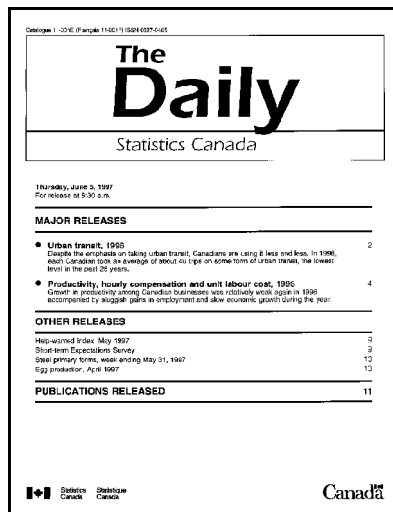 Catalogue 11-001E (Français 11-001F) ISSN 0827-0465
The
Daily
Statistics Canada
Thursday, June 5, 1997
For release at 8:30 a.m.
MAJOR RELEASES
● Urban transit, 1996 2
Despite the emphasis on taking urban transit, Canadians are using it less and less. In 1996,
each Canadian took an average of about 48 trips on some form of urban transit, the lowest
level in the past 25 years.
● Productivity, hourly compensation and unit labour cost, 1996 4
Growth in productivity among Canadian businesses was relatively weak again in 1996
accompanied by sluggish gains in employment and slow economic growth during the year.
OTHER RELEASES
Help-wanted Index, May 1997 9
Short-term Expectations Survey 9
Steel primary forms, week ending May 31, 1997 10
Egg production, April 1997 10
PUBLICATIONS RELEASED 11
Statistics Statistique
Canada Canada
Canada